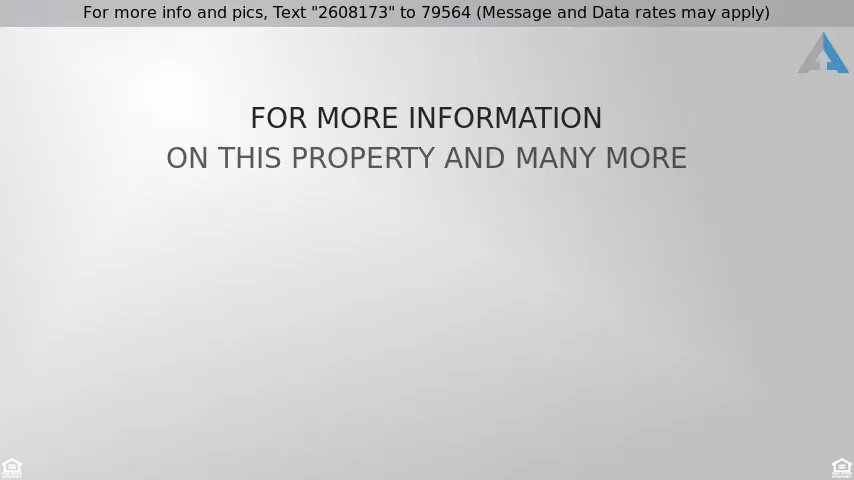 For more info and pics, Text "2608173" to 79564 (Message and Data rates may apply)
FOR MORE INFORMATION
ON THIS PROPERTY AND MANY MORE